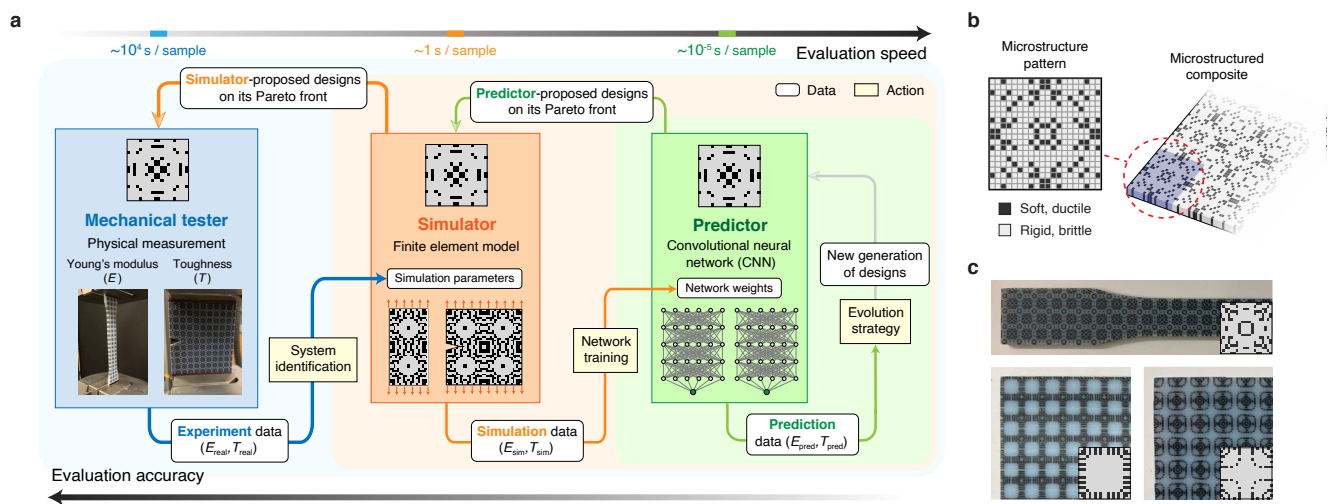 a
~10⁴ s / sample
~1 s / sample
~10⁻⁵ s / sample
Evaluation speed
Simulator-proposed designs
on its Pareto front
Predictor-proposed designs
on its Pareto front
Data
Action
Mechanical tester
Physical measurement
Young's modulus
(E)
Toughness
(T)
Simulator
Finite element model
Simulation parameters
Predictor
Convolutional neural
network (CNN)
Network weights
New generation
of designs
Evolution
strategy
System
identification
Network
training
Experiment data
(E_real, T_real)
Simulation data
(E_sim, T_sim)
Prediction
data (E_pred, T_pred)
Evaluation accuracy
b
Microstructure
pattern
Microstructured
composite
Soft, ductile
Rigid, brittle
c